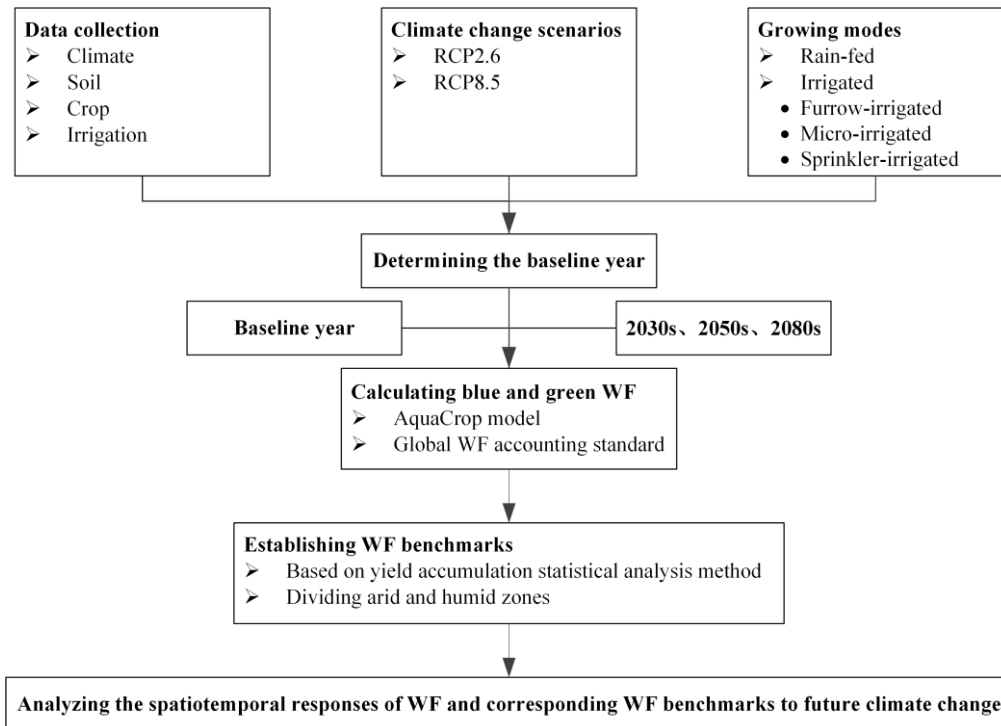 Data collection
➢ Climate
➢ Soil
➢ Crop
➢ Irrigation
Climate change scenarios
➢ RCP2.6
➢ RCP8.5
Growing modes
➢ Rain-fed
➢ Irrigated
• Furrow-irrigated
• Micro-irrigated
• Sprinkler-irrigated
Determining the baseline year
Baseline year
2030s、2050s、2080s
Calculating blue and green WF
➢ AquaCrop model
➢ Global WF accounting standard
Establishing WF benchmarks
➢ Based on yield accumulation statistical analysis method
➢ Dividing arid and humid zones
Analyzing the spatiotemporal responses of WF and corresponding WF benchmarks to future climate change